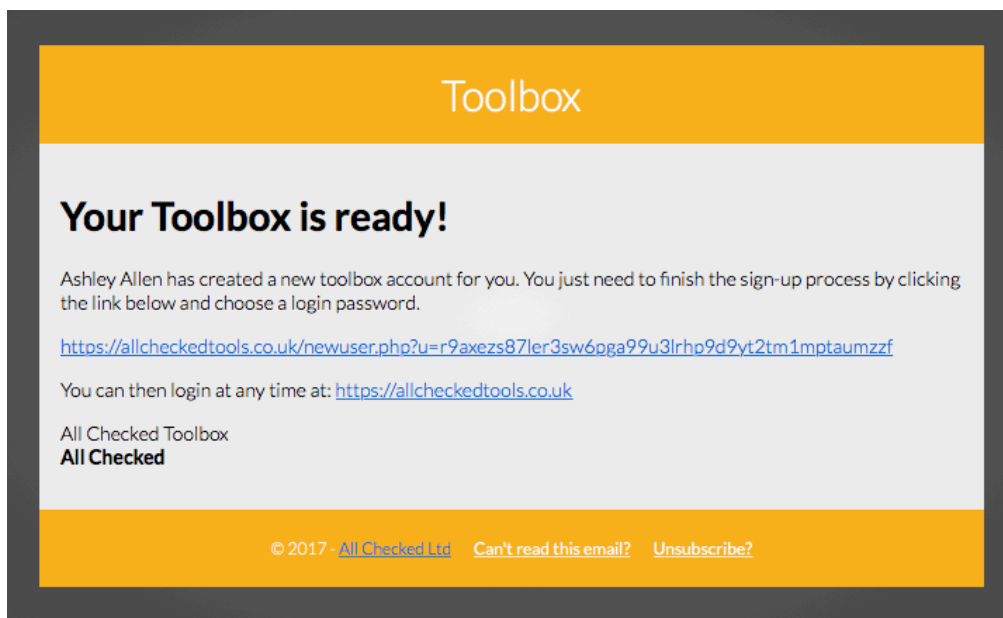 Toolbox
Your Toolbox is ready!
Ashley Allen has created a new toolbox account for you. You just need to finish the sign-up process by clicking
the link below and choose a login password.
https://allcheckedtools.co.uk/newuser.php?u=r9axezs87ler3sw6pga99u3lrhp9d9yt2tm1mptaumzzf
You can then login at any time at: https://allcheckedtools.co.uk
All Checked Toolbox
All Checked
© 2017 - All Checked Ltd Can't read this email? Unsubscribe?